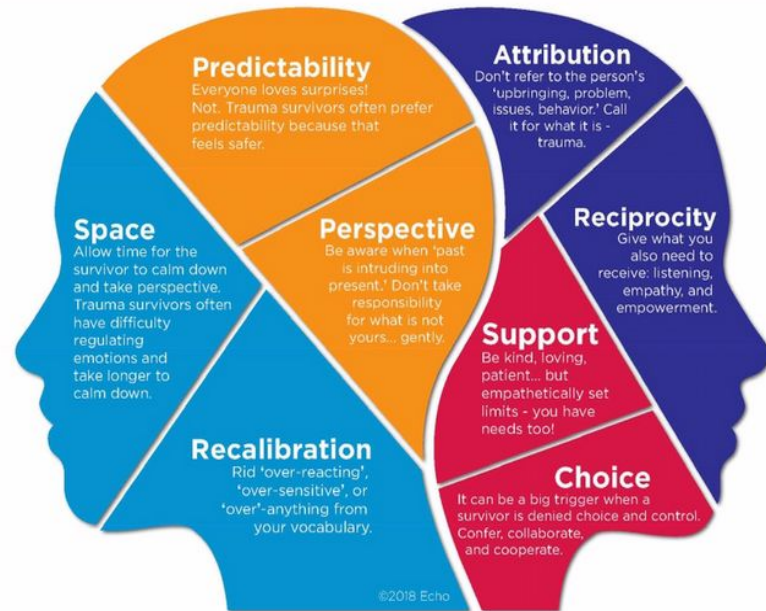 Predictability
Everyone loves surprises!
Not. Trauma survivors often prefer
predictability because that
feels safer.
Attribution
Don't refer to the person's
'upbringing, problem,
issues, behavior.' Call
it for what it is -
trauma.
Space
Allow time for the
survivor to calm down
and take perspective.
Trauma survivors often
have difficulty
regulating
emotions and
take longer to
calm down.
Perspective
Be aware when 'past
is intruding into
present.' Don't take
responsibility
for what is not
yours... gently.
Reciprocity
Give what you
also need to
receive: listening,
empathy, and
empowerment.
Support
Be kind, loving,
patient... but
empathetically set
limits - you have
needs too!
Recalibration
Rid 'over-reacting',
'over-sensitive', or
'over'-anything from
your vocabulary.
Choice
It can be a big trigger when a
survivor is denied choice and control.
Confer, collaborate,
and cooperate.
©2018 Echo